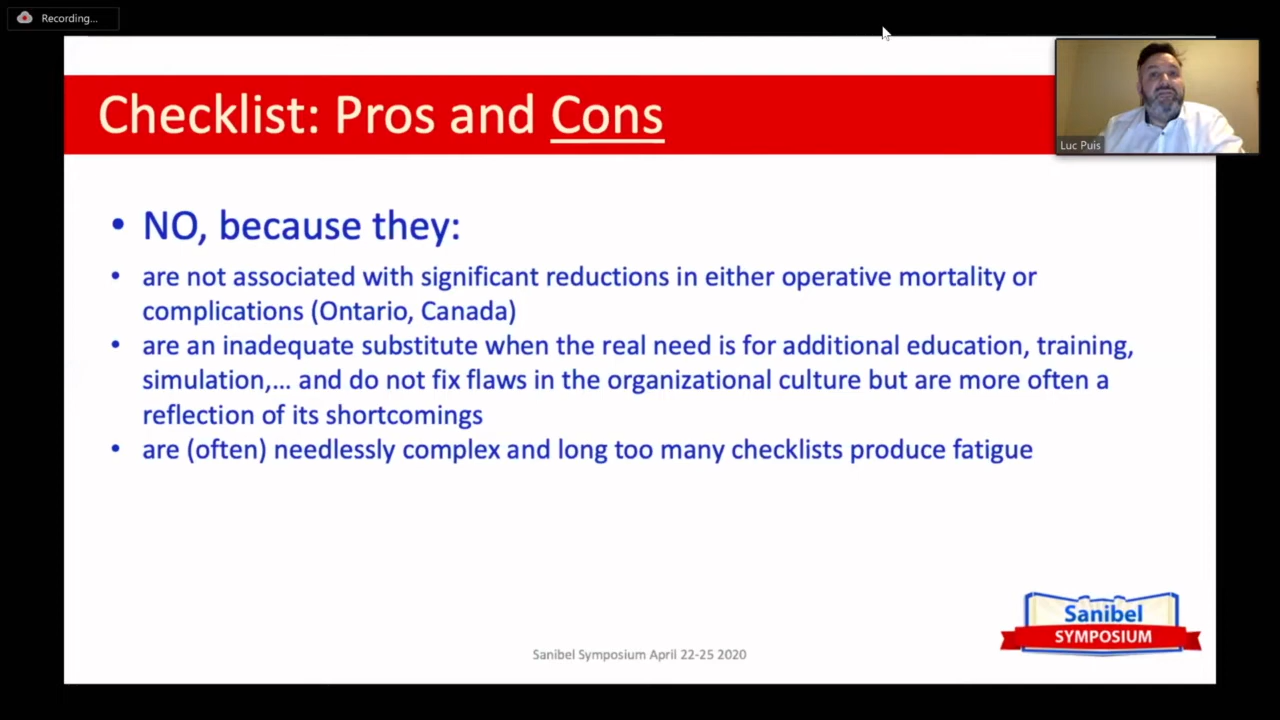 Recording...
Checklist: Pros and Cons
Luc Puis
• NO, because they:
• are not associated with significant reductions in either operative mortality or
complications (Ontario, Canada)
• are an inadequate substitute when the real need is for additional education, training,
simulation,... and do not fix flaws in the organizational culture but are more often a
reflection of its shortcomings
• are (often) needlessly complex and long too many checklists produce fatigue
Sanibel
SYMPOSIUM
Sanibel Symposium April 22-25 2020